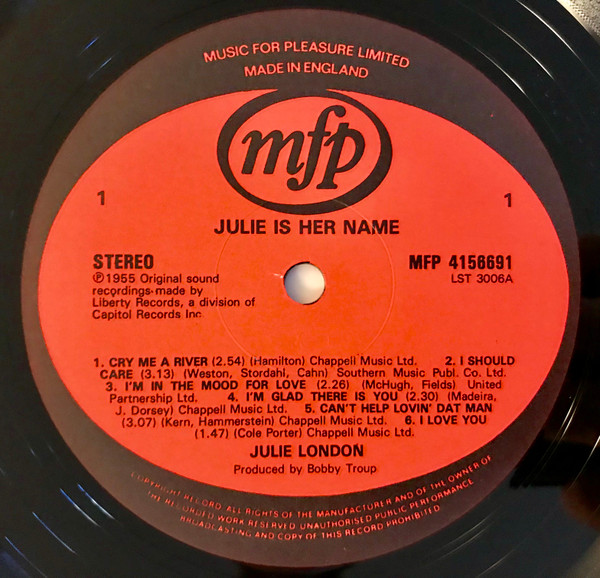 MUSIC FOR PLEASURE LIMITED
MADE IN ENGLAND
mfp
1
1
JULIE IS HER NAME
STEREO
MFP 4156691
℗1955 Original sound
LST 3006A
recordings made by
Liberty Records, a division of
Capitol Records Inc.
1. CRY ME A RIVER (2.54) (Hamilton) Chappell Music Ltd. 2. I SHOULD
CARE (3.13) (Weston, Stordahl, Cahn) Southern Music Publ. Co. Ltd.
3. I'M IN THE MOOD FOR LOVE (2.26) (McHugh, Fields) United
Partnership Ltd. 4. I'M GLAD THERE IS YOU (2.30) (Madeira,
J. Dorsey) Chappell Music Ltd. 5. CAN'T HELP LOVIN' DAT MAN
(3.07) (Kern, Hammerstein) Chappell Music Ltd. 6. I LOVE YOU
(1.47) (Cole Porter) Chappell Music Ltd.
JULIE LONDON
Produced by Bobby Troup
COPYRIGHT RECORD. ALL RIGHTS OF THE MANUFACTURER AND OF THE OWNER OF
THE RECORDED WORK RESERVED. UNAUTHORISED PUBLIC PERFORMANCE
BROADCASTING AND COPY OF THIS RECORD PROHIBITED.